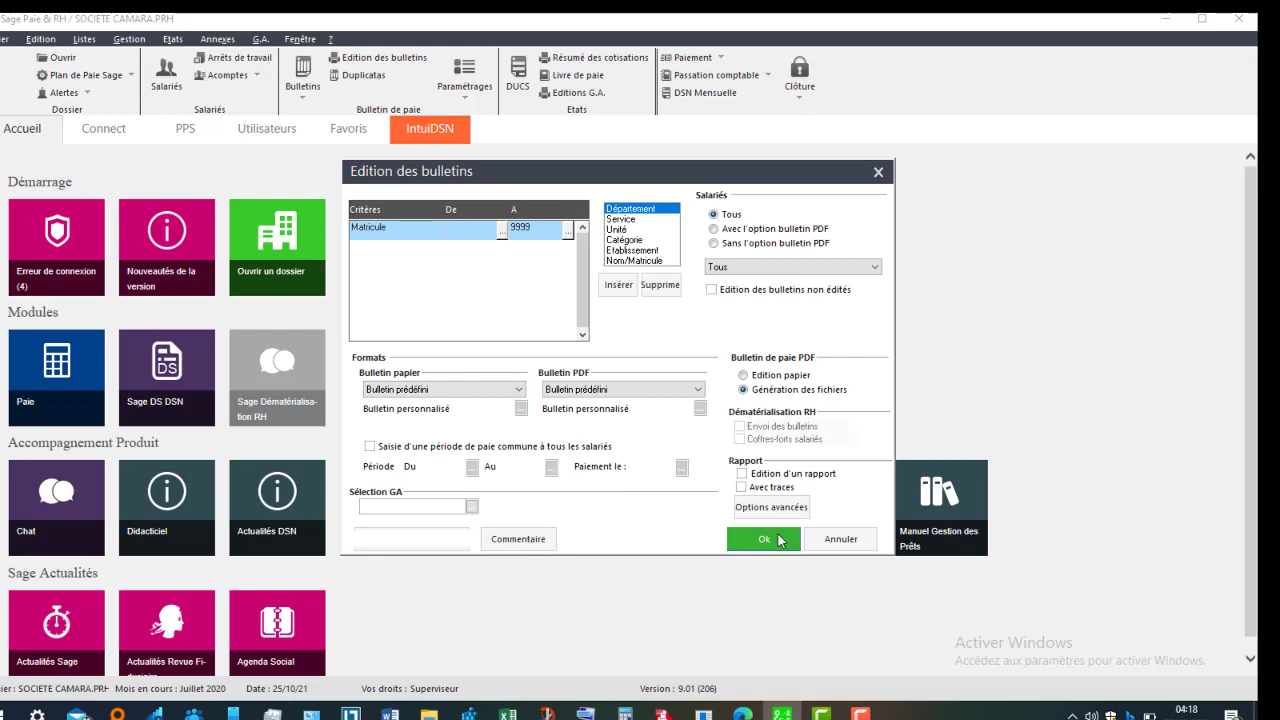 Sage Paie & RH / SOCIETE CAMARA.PRH
er Edition Listes Gestion Etats Annexes G.A. Fenêtre ?
Ouvrir
Plan de Paie Sage
Alertes
Dossier
Salariés
Arrêts de travail
Acomptes
Salariés
Bulletins
Edition des bulletins
Duplicatas
Paramétrages
Bulletin de paie
DUCS
Résumé des cotisations
Livre de paie
Editions G.A.
Etats
Paiement
Passation comptable
DSN Mensuelle
Clôture
Accueil Connect PPS Utilisateurs Favoris IntuiDSN
Démarrage
Erreur de connexion
(4)
Nouveautés de la
version
Ouvrir un dossier
Modules
Paie
Sage DS DSN
Sage Dématérialisa-
tion RH
Accompagnement Produit
Chat
Didacticiel
Actualités DSN
Manuel Gestion des
Prêts
Sage Actualités
Actualités Sage
Actualités Revue Fi-
duciaire
Agenda Social
Edition des bulletins
Critères De A
Matricule ... 9999 ...
Département
Service
Unité
Catégorie
Etablissement
Nom/Matricule
Insérer Supprime
Salariés
Tous
Avec l'option bulletin PDF
Sans l'option bulletin PDF
Tous
Edition des bulletins non édités
Formats
Bulletin papier Bulletin PDF
Bulletin prédéfini Bulletin prédéfini
Bulletin personnalisé ... Bulletin personnalisé ...
Saisie d'une période de paie commune à tous les salariés
Période Du ... Au ... Paiement le : ...
Sélection GA
Commentaire
Bulletin de paie PDF
Edition papier
Génération des fichiers
Dématérialisation RH
Envoi des bulletins
Coffres-forts salariés
Rapport
Edition d'un rapport
Avec traces
Options avancées
Ok Annuler
Activer Windows
Accédez aux paramètres pour activer Windows.
ier : SOCIETE CAMARA.PRH Mois en cours : Juillet 2020 Date : 25/10/21 Vos droits : Superviseur Version : 9.01 (206)
04:18